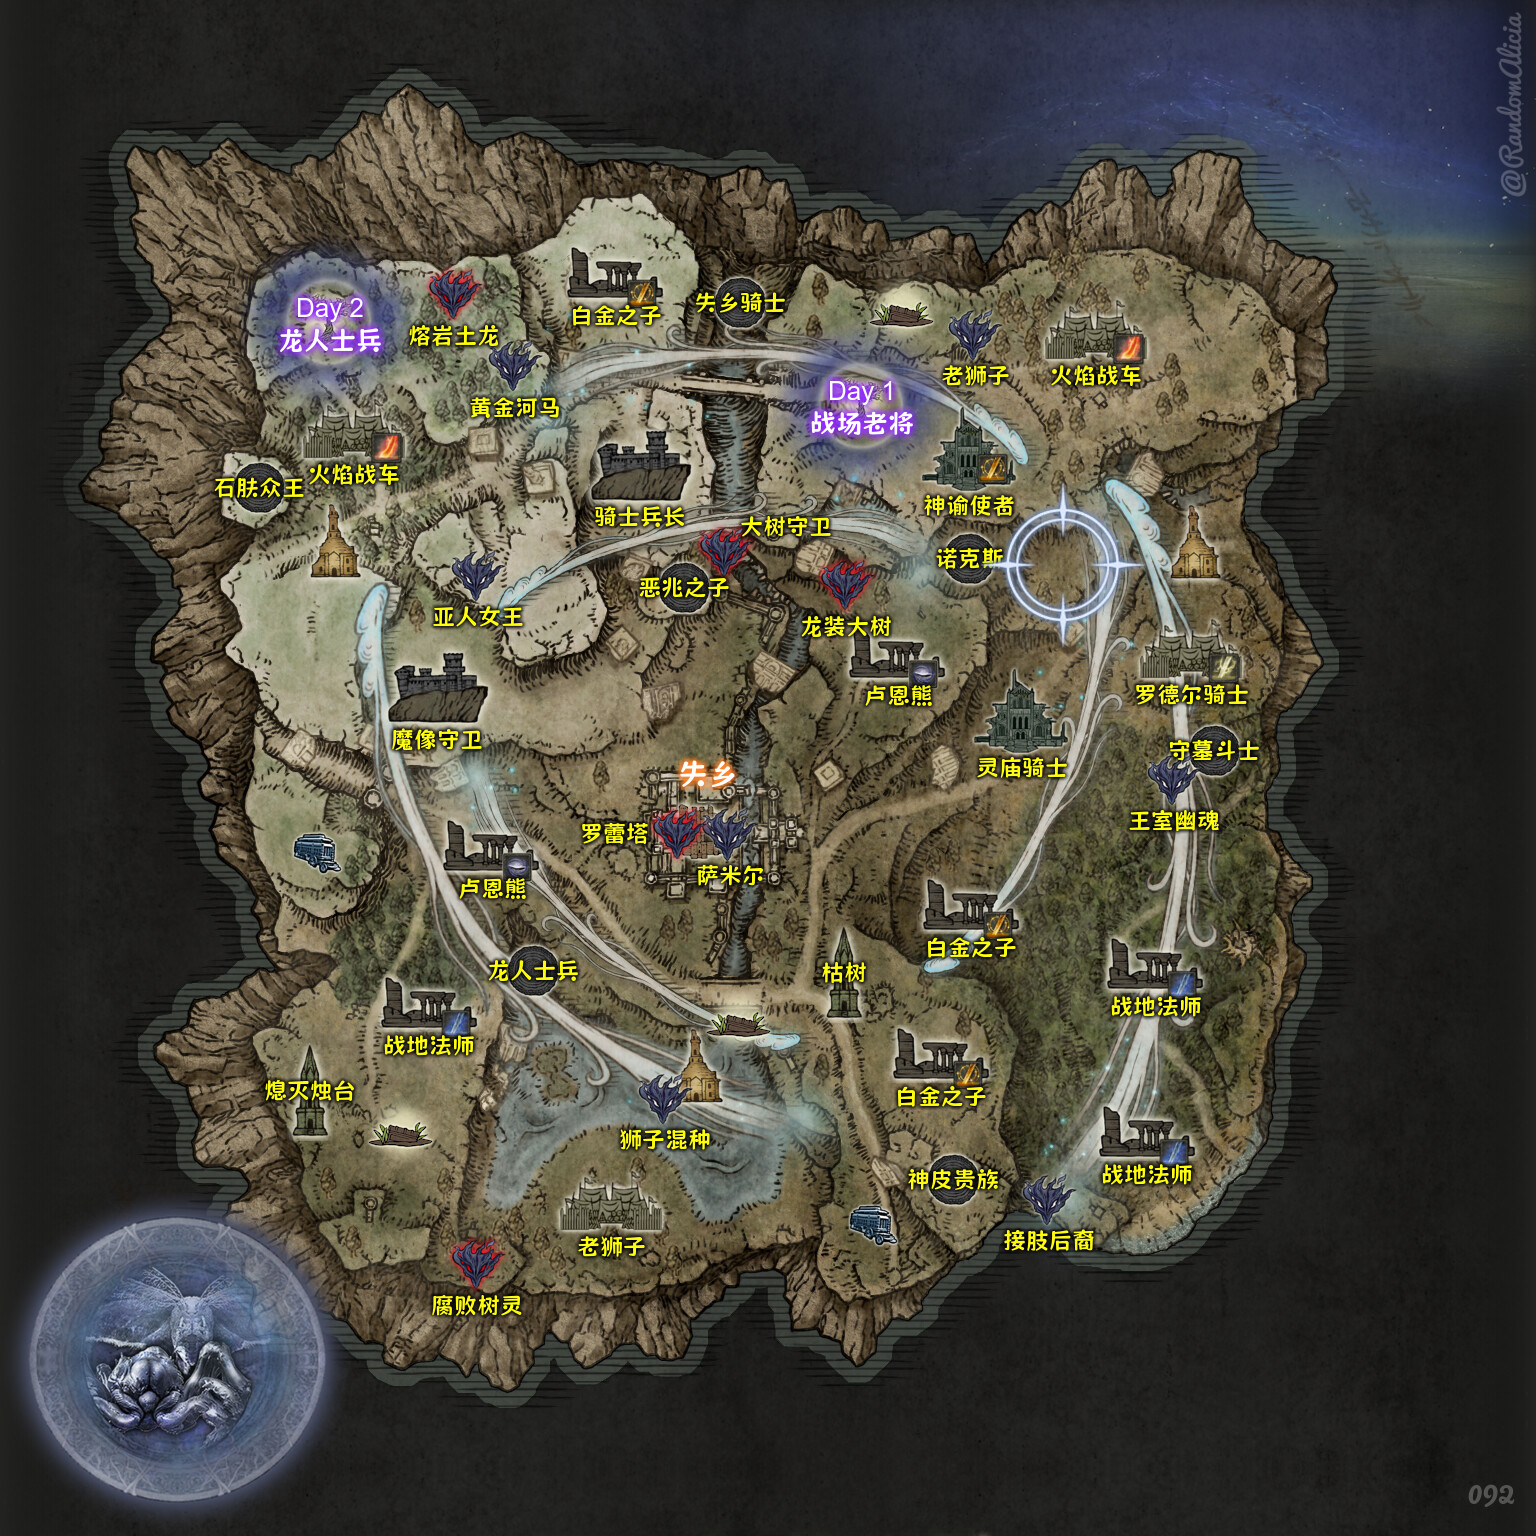 @RandomAlicia
Day 2
龙人士兵
熔岩土龙
白金之子
失乡骑士
黄金河马
Day 1
战场老将
老狮子
火焰战车
火焰战车
石肤众王
骑士兵长
大树守卫
神谕使者
诺克斯
恶兆之子
亚人女王
龙装大树
卢恩熊
罗德尔骑士
魔像守卫
灵庙骑士
守墓斗士
失乡
王室幽魂
罗蕾塔
萨米尔
卢恩熊
白金之子
龙人士兵
枯树
战地法师
战地法师
熄灭烛台
白金之子
狮子混种
神皮贵族
战地法师
老狮子
接肢后裔
腐败树灵
092